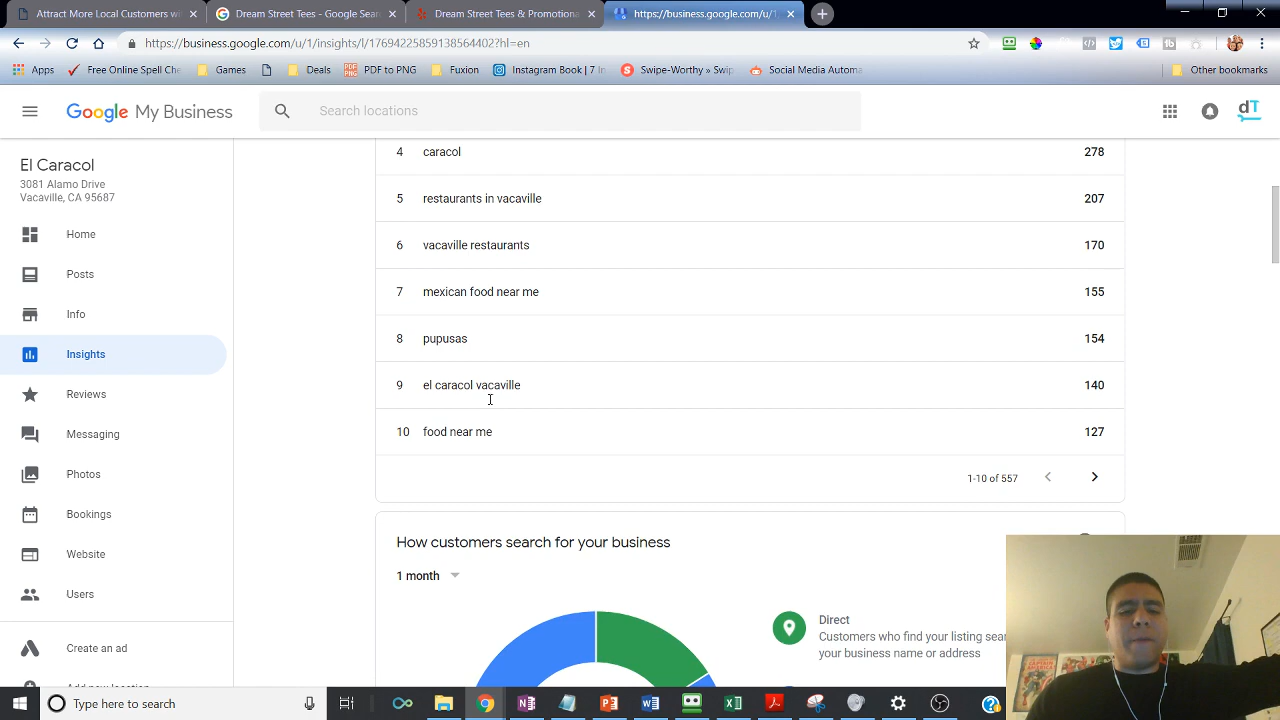 Attract More Local Customers wi
Dream Street Tees - Google Sear
Dream Street Tees & Promotiona
https://business.google.com/u/1
https://business.google.com/u/1/insights/l/17694223585913856440 2?hl=en
Apps
Free Online Spell Che
Games
Deals
PDF to PNG
Fuxion
Instagram Book | 7 In
Swipe-Worthy » Swip
Social Media Automa
Other bookmarks
Google My Business
Search locations
dT
El Caracol
3081 Alamo Drive
Vacaville, CA 95687
Home
Posts
Info
Insights
Reviews
Messaging
Photos
Bookings
Website
Users
Create an ad
4 caracol 278
5 restaurants in vacaville 207
6 vacaville restaurants 170
7 mexican food near me 155
8 pupusas 154
9 el caracol vacaville 140
10 food near me 127
1-10 of 557
How customers search for your business
1 month
Direct
Customers who find your listing sear
your business name or address
Type here to search